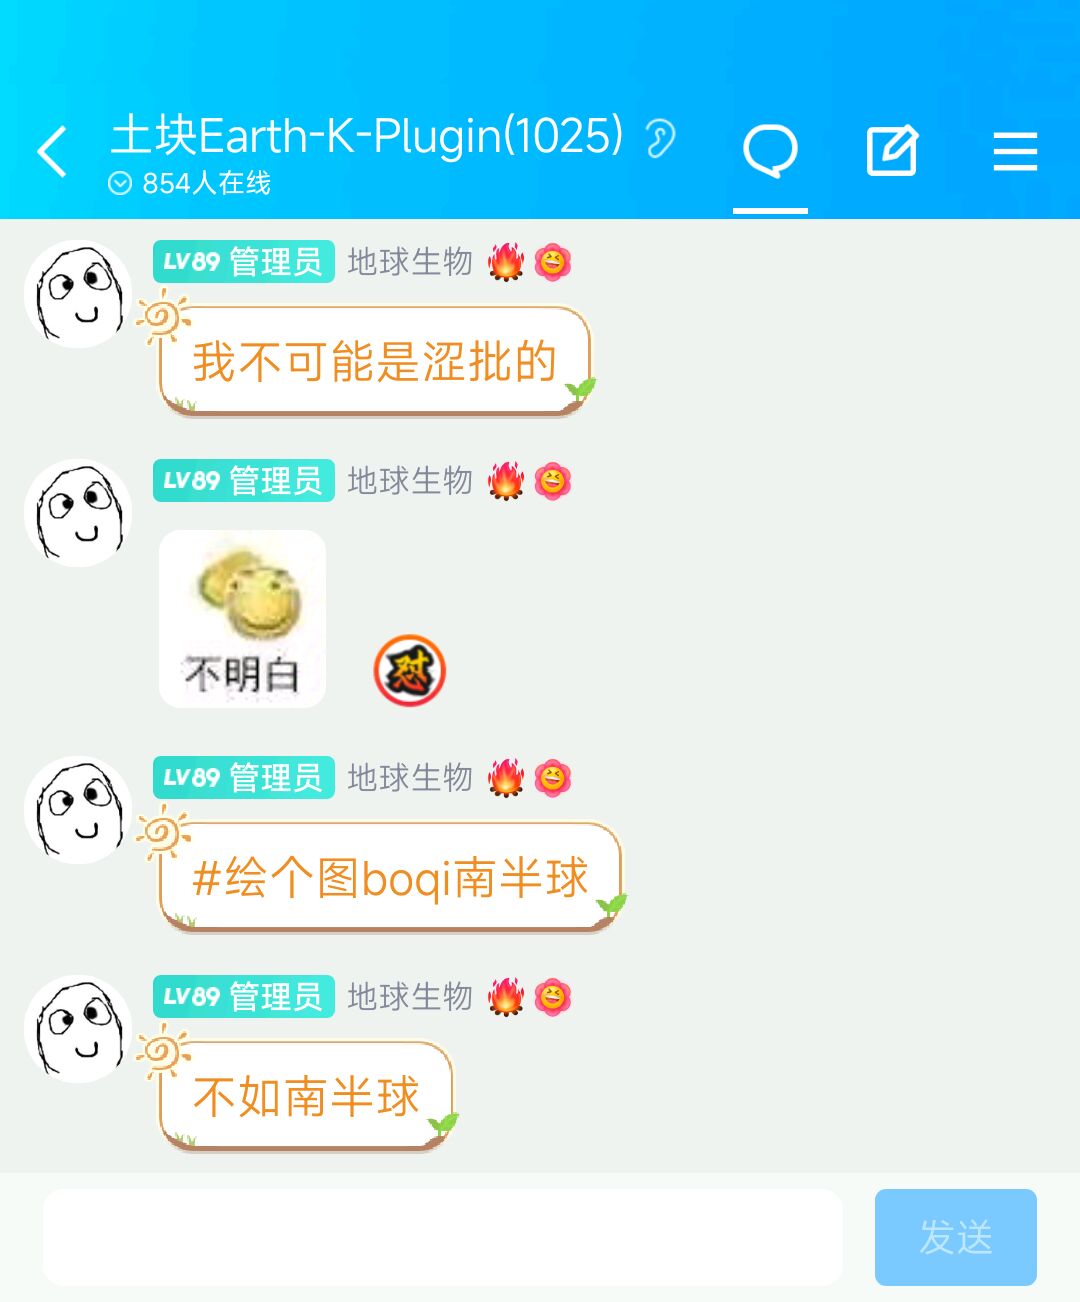 土块Earth-K-Plugin(1025)
854人在线
LV89 管理员 地球生物
我不可能是涩批的
LV89 管理员 地球生物
不明白
怼
LV89 管理员 地球生物
#绘个图boqi南半球
LV89 管理员 地球生物
不如南半球
发送